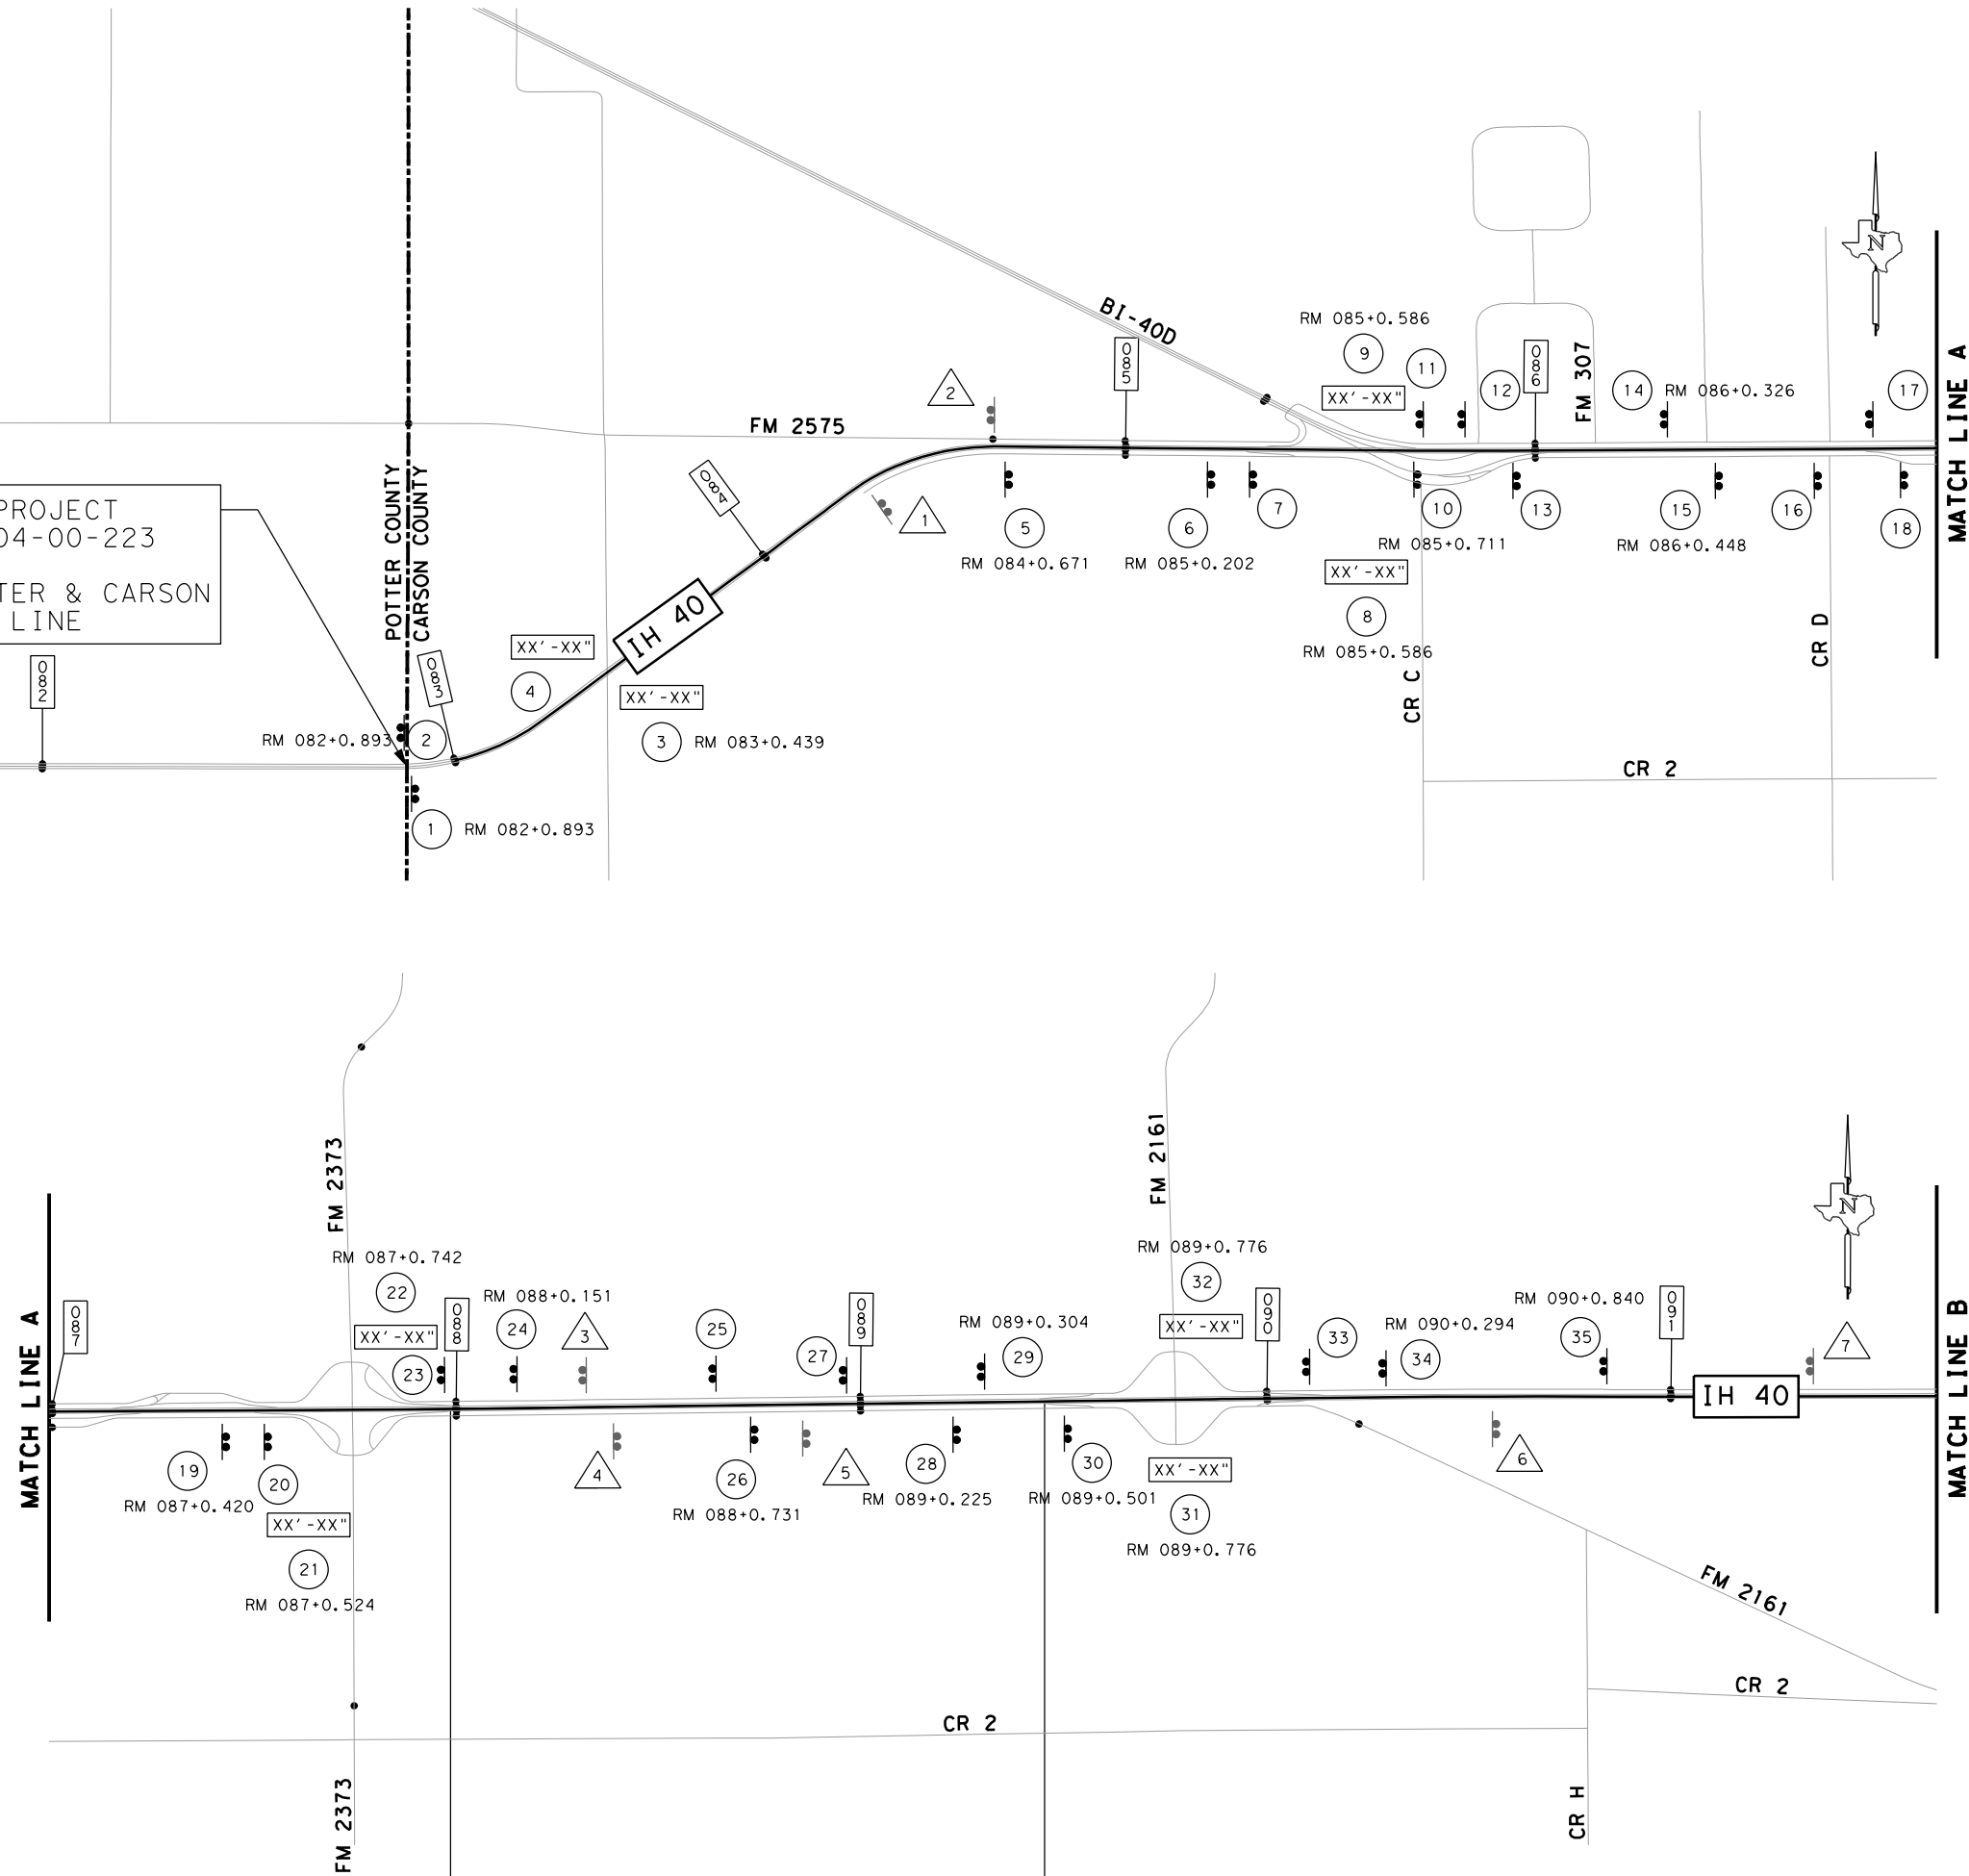 BI-40D
RM 085+0.586
9
11
XX'-XX"
12
086
FM 307
14
RM 086+0.326
17
N
MATCH LINE A
2
085
FM 2575
POTTER COUNTY
CARSON COUNTY
PROJECT
04-00-223
TER & CARSON
LINE
084
1
5
RM 084+0.671
6
RM 085+0.202
7
10
RM 085+0.711
13
15
RM 086+0.448
16
18
XX'-XX"
8
RM 085+0.586
CR C
CR D
CR 2
IH 40
XX'-XX"
4
083
XX'-XX"
3
RM 083+0.439
082
RM 082+0.893
2
1
RM 082+0.893
MATCH LINE A
087
FM 2373
RM 087+0.742
22
XX'-XX"
23
088
RM 088+0.151
24
3
25
27
089
RM 089+0.304
29
FM 2161
RM 089+0.776
32
XX'-XX"
090
33
RM 090+0.294
34
RM 090+0.840
35
091
IH 40
7
N
MATCH LINE B
19
RM 087+0.420
20
XX'-XX"
21
RM 087+0.524
4
26
RM 088+0.731
5
28
RM 089+0.225
30
RM 089+0.501
XX'-XX"
31
RM 089+0.776
6
FM 2161
CR 2
CR 2
FM 2373
CR H